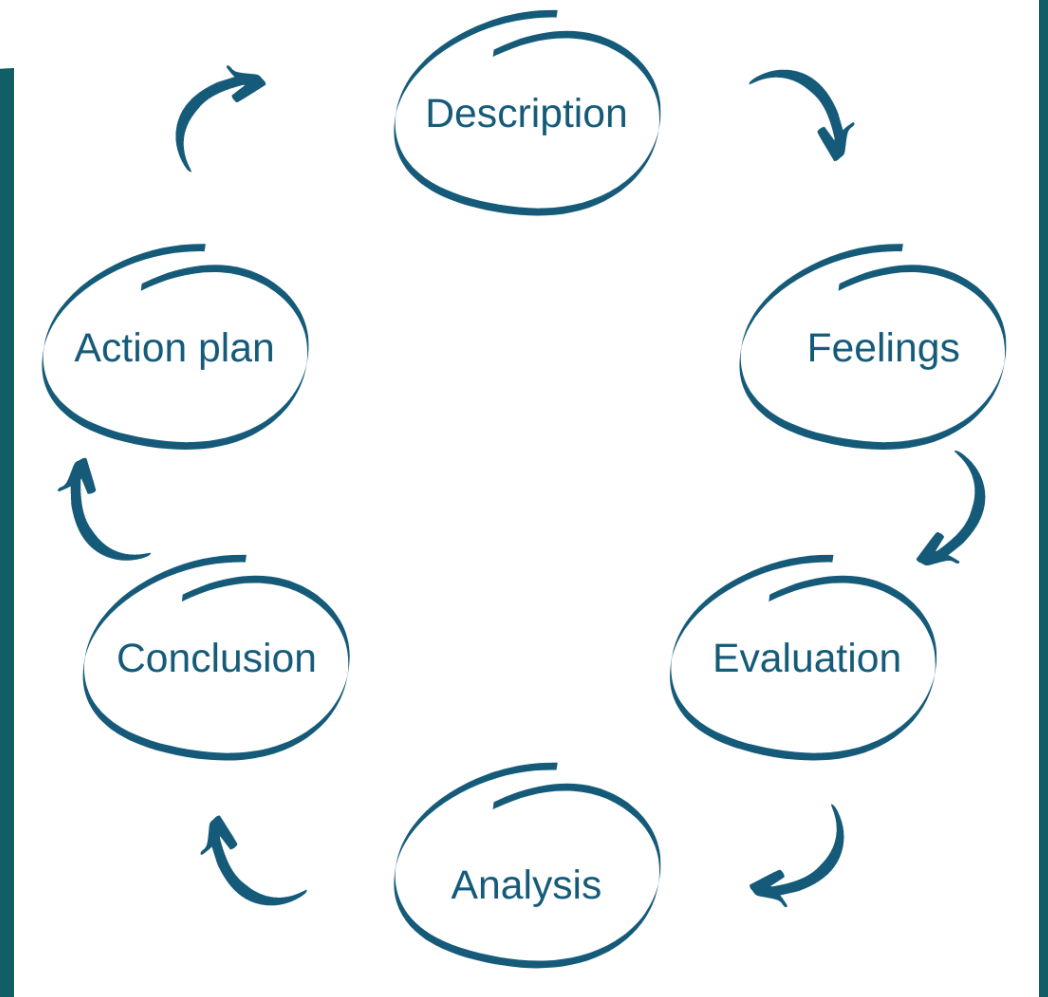 Description
Feelings
Evaluation
Analysis
Conclusion
Action plan